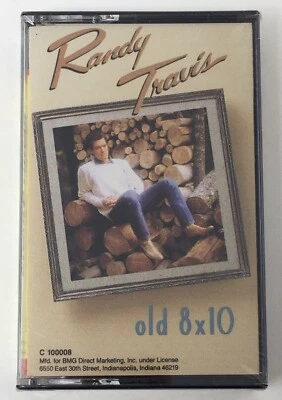 Randy
Travis
old 8x10
C 100008
Mfd. for BMG Direct Marketing, Inc. under License
6550 East 30th Street, Indianapolis, Indiana 46219